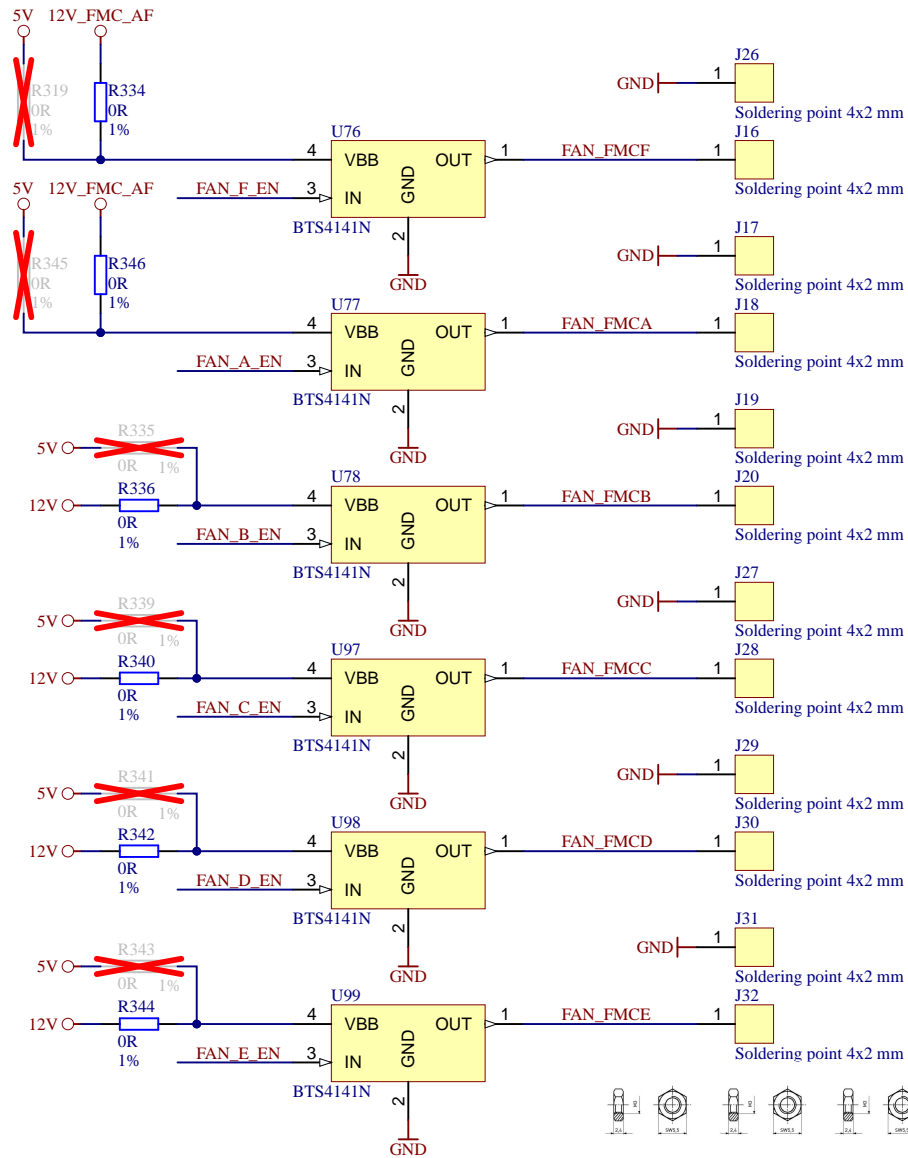 5V 12V_FMC_AF
R319 R334
0R 0R
1% 1%
J26
GND 1
Soldering point 4x2 mm
U76
J16
4 VBB OUT 1 FAN_FMCF 1
FAN_F_EN 3 IN GND
Soldering point 4x2 mm
BTS4141N
2
GND
5V 12V_FMC_AF
R345 R346
0R 0R
1% 1%
J17
GND 1
Soldering point 4x2 mm
U77
J18
4 VBB OUT 1 FAN_FMCA 1
FAN_A_EN 3 IN GND
Soldering point 4x2 mm
BTS4141N
2
GND
J19
GND 1
Soldering point 4x2 mm
R335
5V
0R 1%
R336
12V
0R
1%
U78
J20
4 VBB OUT 1 FAN_FMCB 1
FAN_B_EN 3 IN GND
Soldering point 4x2 mm
BTS4141N
2
GND
J27
GND 1
Soldering point 4x2 mm
R339
5V
0R 1%
R340
12V
0R
1%
U97
J28
4 VBB OUT 1 FAN_FMCC 1
FAN_C_EN 3 IN GND
Soldering point 4x2 mm
BTS4141N
2
GND
J29
GND 1
Soldering point 4x2 mm
R341
5V
0R 1%
R342
12V
0R
1%
U98
J30
4 VBB OUT 1 FAN_FMCD 1
FAN_D_EN 3 IN GND
Soldering point 4x2 mm
BTS4141N
2
GND
J31
GND 1
Soldering point 4x2 mm
R343
5V
0R 1%
R344
12V
0R
1%
U99
J32
4 VBB OUT 1 FAN_FMCE 1
FAN_E_EN 3 IN GND
Soldering point 4x2 mm
BTS4141N
2
GND
2,4 SW5,5 2,4 SW5,5 2,4